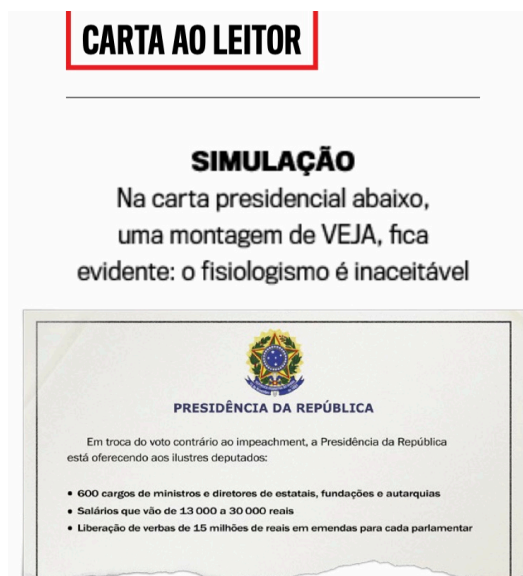 CARTA AO LEITOR
SIMULAÇÃO
Na carta presidencial abaixo,
uma montagem de VEJA, fica
evidente: o fisiologismo é inaceitável
PRESIDÊNCIA DA REPÚBLICA
Em troca do voto contrário ao impeachment, a Presidência da República
está oferecendo aos ilustres deputados:
• 600 cargos de ministros e diretores de estatais, fundações e autarquias
• Salários que vão de 13 000 a 30 000 reais
• Liberação de verbas de 15 milhões de reais em emendas para cada parlamentar